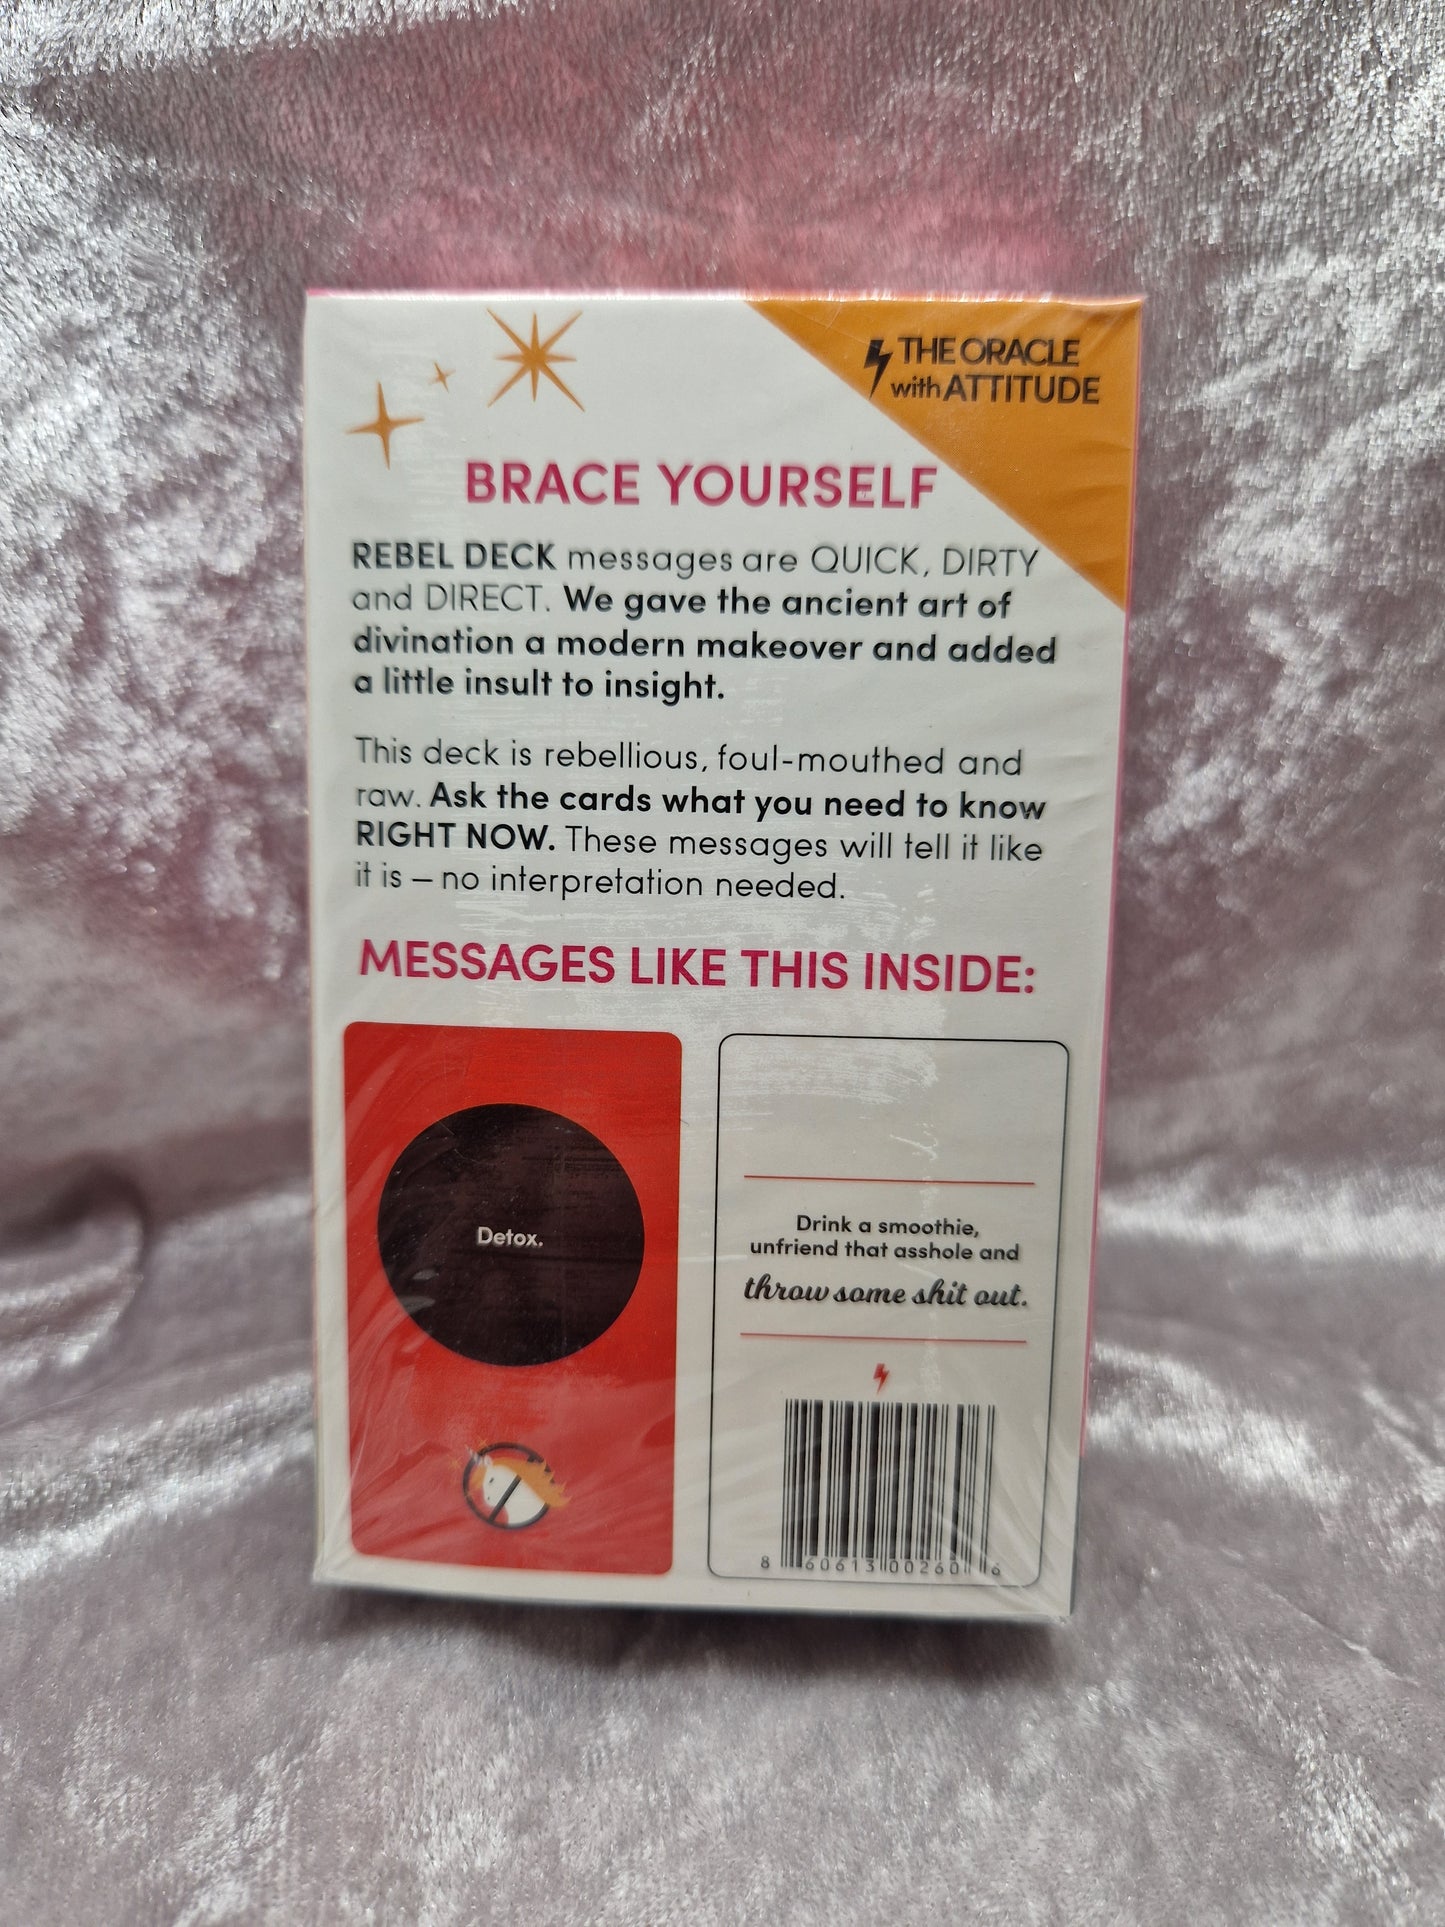 THE ORACLE
with ATTITUDE
BRACE YOURSELF
REBEL DECK messages are QUICK, DIRTY
and DIRECT. We gave the ancient art of
divination a modern makeover and added
a little insult to insight.
This deck is rebellious, foul-mouthed and
raw. Ask the cards what you need to know
RIGHT NOW. These messages will tell it like
it is – no interpretation needed.
MESSAGES LIKE THIS INSIDE:
Detox.
Drink a smoothie,
unfriend that asshole and
throw some shit out.
8 60613 00260 6